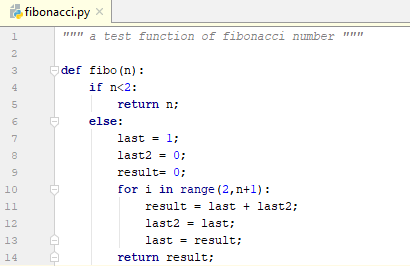 fibonacci.py
1 """ a test function of fibonacci number """
2
3 def fibo(n):
4     if n<2:
5         return n;
6     else:
7         last = 1;
8         last2 = 0;
9         result= 0;
10         for i in range(2,n+1):
11             result = last + last2;
12             last2 = last;
13             last = result;
14         return result;